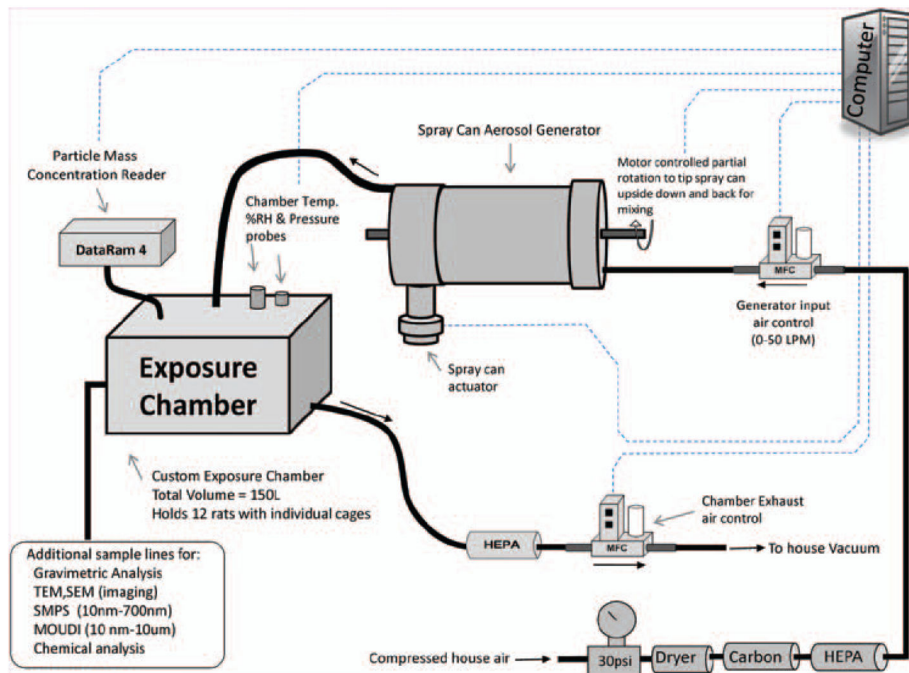 Computer
Spray Can Aerosol Generator
Particle Mass
Concentration Reader
Motor controlled partial
rotation to tip spray can
upside down and back for
mixing
Chamber Temp.
%RH & Pressure
probes
DataRam 4
MFC
Generator input
air control
(0-50 LPM)
Exposure
Chamber
Spray can
actuator
Custom Exposure Chamber
Total Volume = 150L
Holds 12 rats with individual cages
Chamber Exhaust
air control
HEPA
MFC
To house Vacuum
Additional sample lines for:
Gravimetric Analysis
TEM,SEM (imaging)
SMPS (10nm-700nm)
MOUDI (10 nm-10um)
Chemical analysis
Compressed house air
30psi
Dryer
Carbon
HEPA